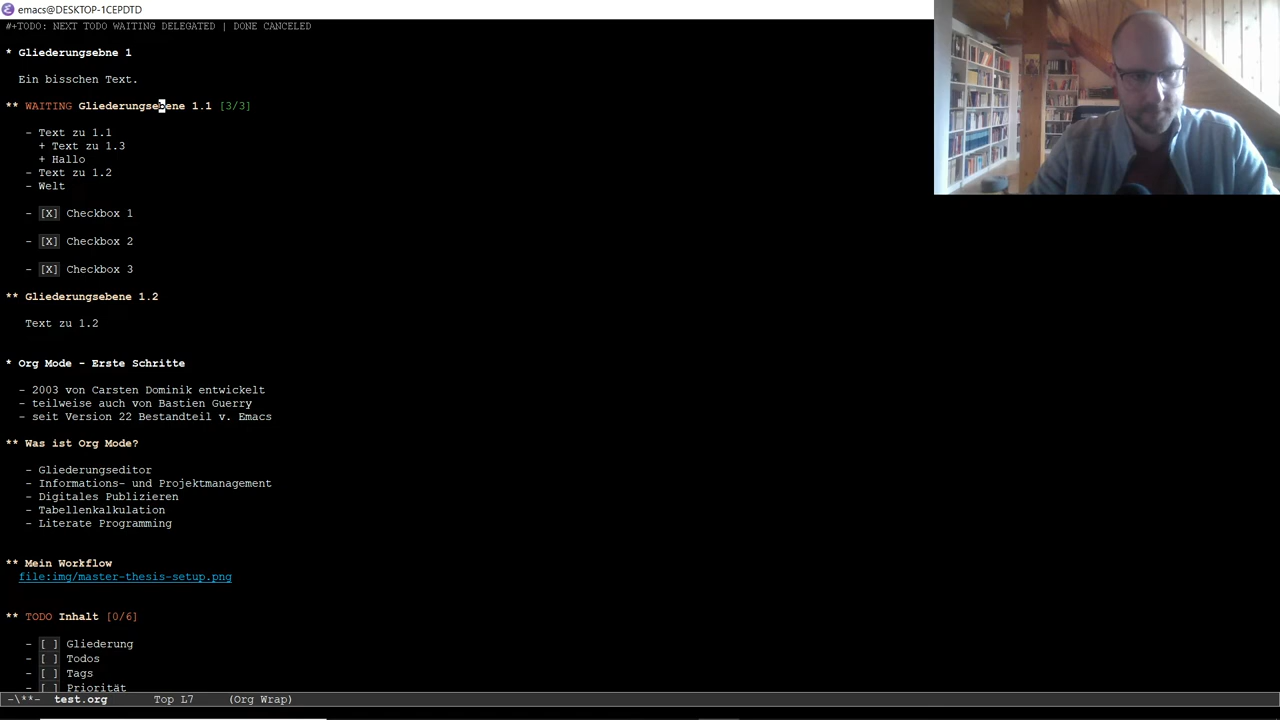 emacs@DESKTOP-1CEPDTD
#+TODO: NEXT TODO WAITING DELEGATED | DONE CANCELED
* Gliederungsebne 1
Ein bisschen Text.
** WAITING Gliederungsebene 1.1 [3/3]
- Text zu 1.1
+ Text zu 1.3
+ Hallo
- Text zu 1.2
- Welt
- [X] Checkbox 1
- [X] Checkbox 2
- [X] Checkbox 3
** Gliederungsebene 1.2
Text zu 1.2
* Org Mode - Erste Schritte
- 2003 von Carsten Dominik entwickelt
- teilweise auch von Bastien Guerry
- seit Version 22 Bestandteil v. Emacs
** Was ist Org Mode?
- Gliederungseditor
- Informations- und Projektmanagement
- Digitales Publizieren
- Tabellenkalkulation
- Literate Programming
** Mein Workflow
file:img/master-thesis-setup.png
** TODO Inhalt [0/6]
- [ ] Gliederung
- [ ] Todos
- [ ] Tags
- [ ] Priorität
-\**- test.org Top L7 (Org Wrap)